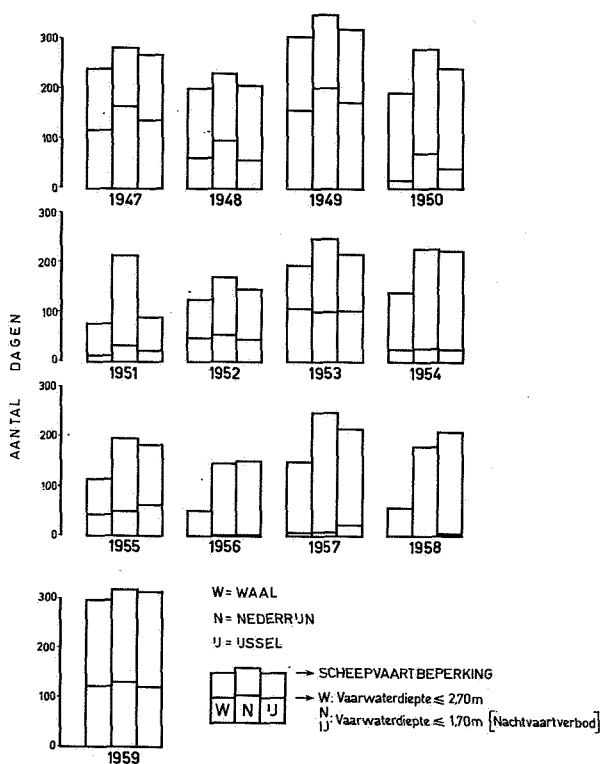 300
200
100
0
1947 1948 1949 1950
300
200
100
0
1951 1952 1953 1954
AANTAL DAGEN
300
200
100
0
1955 1956 1957 1958
300
200
100
0
1959
W = WAAL
N = NEDERRIJN
IJ = IJSSEL
→ SCHEEPVAARTBEPERKING
W N IJ
→ W: Vaarwaterdiepte ≤ 2,70m
N
IJ: Vaarwaterdiepte ≤ 1,70m [Nachtvaartverbod]